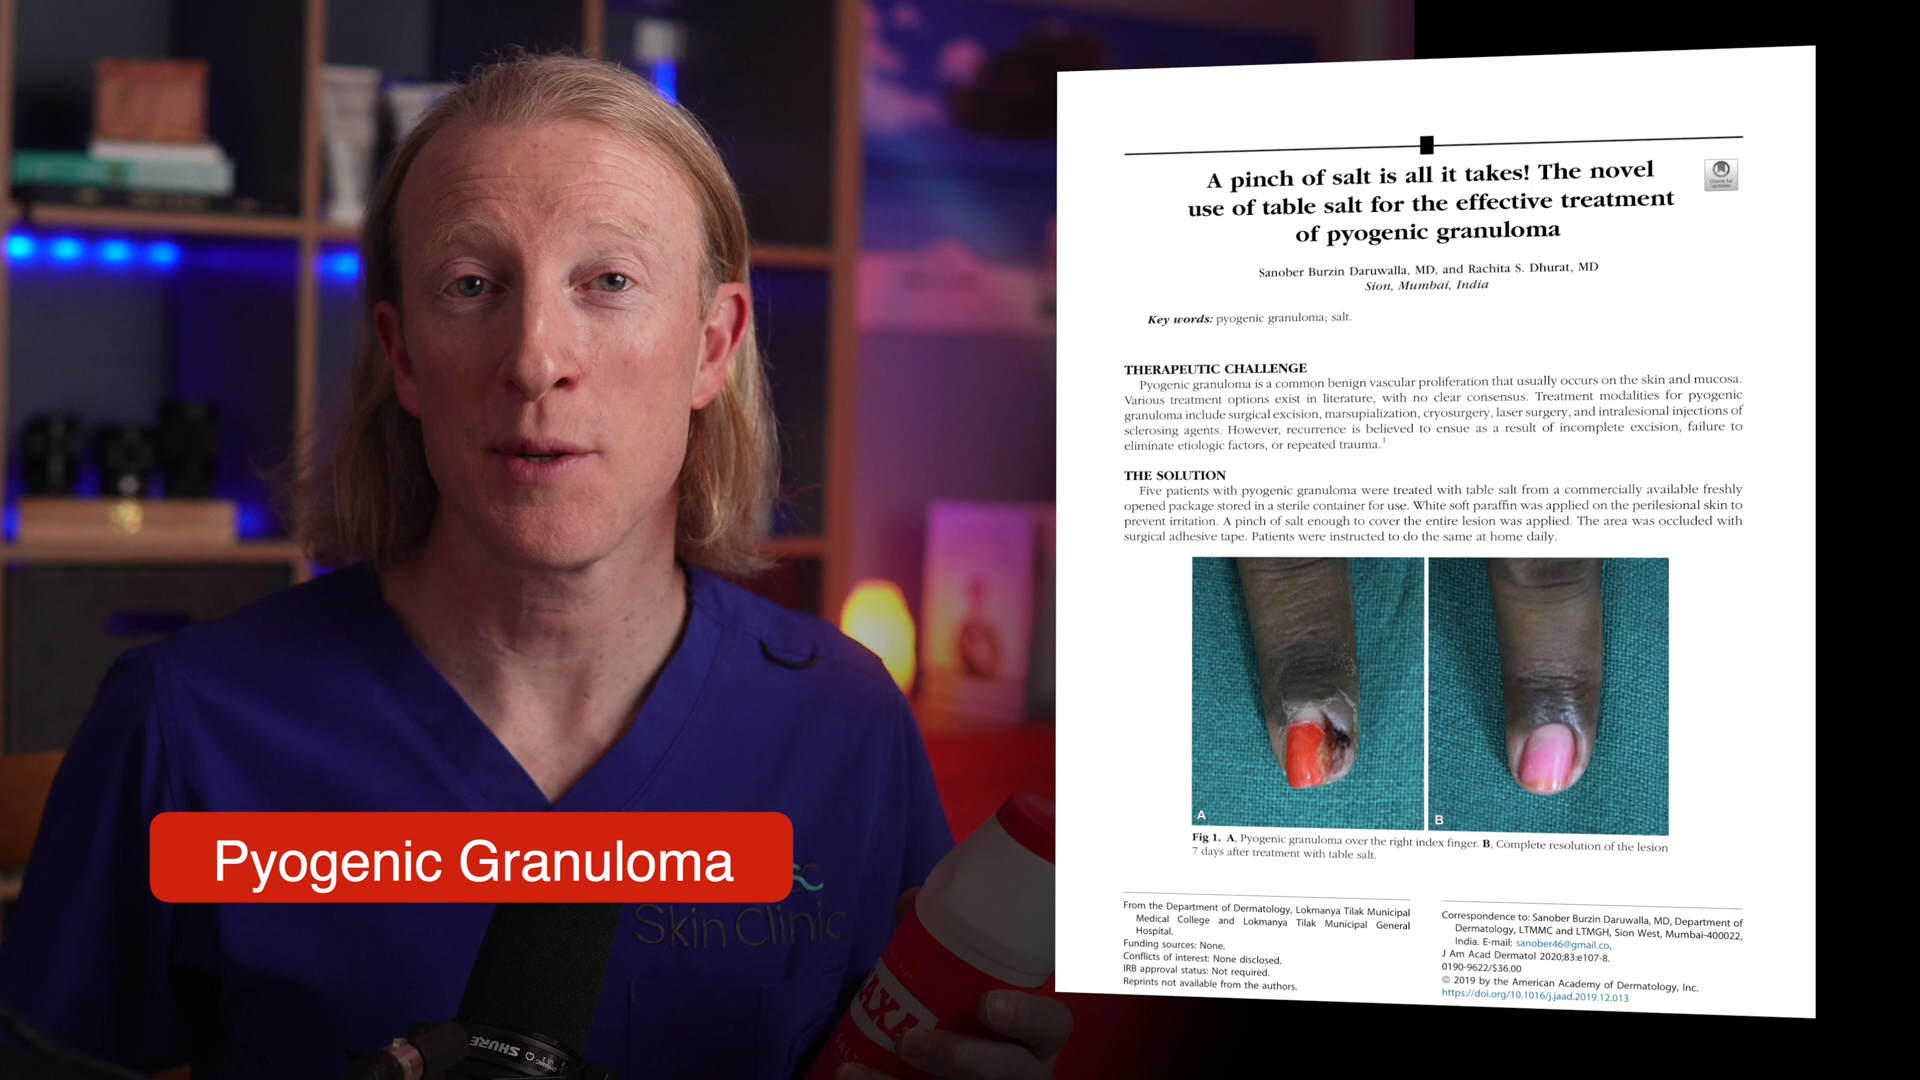 Pyogenic Granuloma
Skin Clinic
SHURE
SALT
A pinch of salt is all it takes! The novel
use of table salt for the effective treatment
of pyogenic granuloma
Check for
updates
Sanober Burzin Daruwalla, MD, and Rachita S. Dhurat, MD
Sion, Mumbai, India
Key words: pyogenic granuloma; salt.
THERAPEUTIC CHALLENGE
Pyogenic granuloma is a common benign vascular proliferation that usually occurs on the skin and mucosa.
Various treatment options exist in literature, with no clear consensus. Treatment modalities for pyogenic
granuloma include surgical excision, marsupialization, cryosurgery, laser surgery, and intralesional injections of
sclerosing agents. However, recurrence is believed to ensue as a result of incomplete excision, failure to
eliminate etiologic factors, or repeated trauma.1
THE SOLUTION
Five patients with pyogenic granuloma were treated with table salt from a commercially available freshly
opened package stored in a sterile container for use. White soft paraffin was applied on the perilesional skin to
prevent irritation. A pinch of salt enough to cover the entire lesion was applied. The area was occluded with
surgical adhesive tape. Patients were instructed to do the same at home daily.
A
B
Fig 1. A, Pyogenic granuloma over the right index finger. B, Complete resolution of the lesion
7 days after treatment with table salt.
From the Department of Dermatology, Lokmanya Tilak Municipal
Medical College and Lokmanya Tilak Municipal General
Hospital.
Funding sources: None.
Conflicts of interest: None disclosed.
IRB approval status: Not required.
Reprints not available from the authors.
Correspondence to: Sanober Burzin Daruwalla, MD, Department of
Dermatology, LTMMC and LTMGH, Sion West, Mumbai-400022,
India. E-mail: sanober46@gmail.co.
J Am Acad Dermatol 2020;83:e107-8.
0190-9622/$36.00
© 2019 by the American Academy of Dermatology, Inc.
https://doi.org/10.1016/j.jaad.2019.12.013